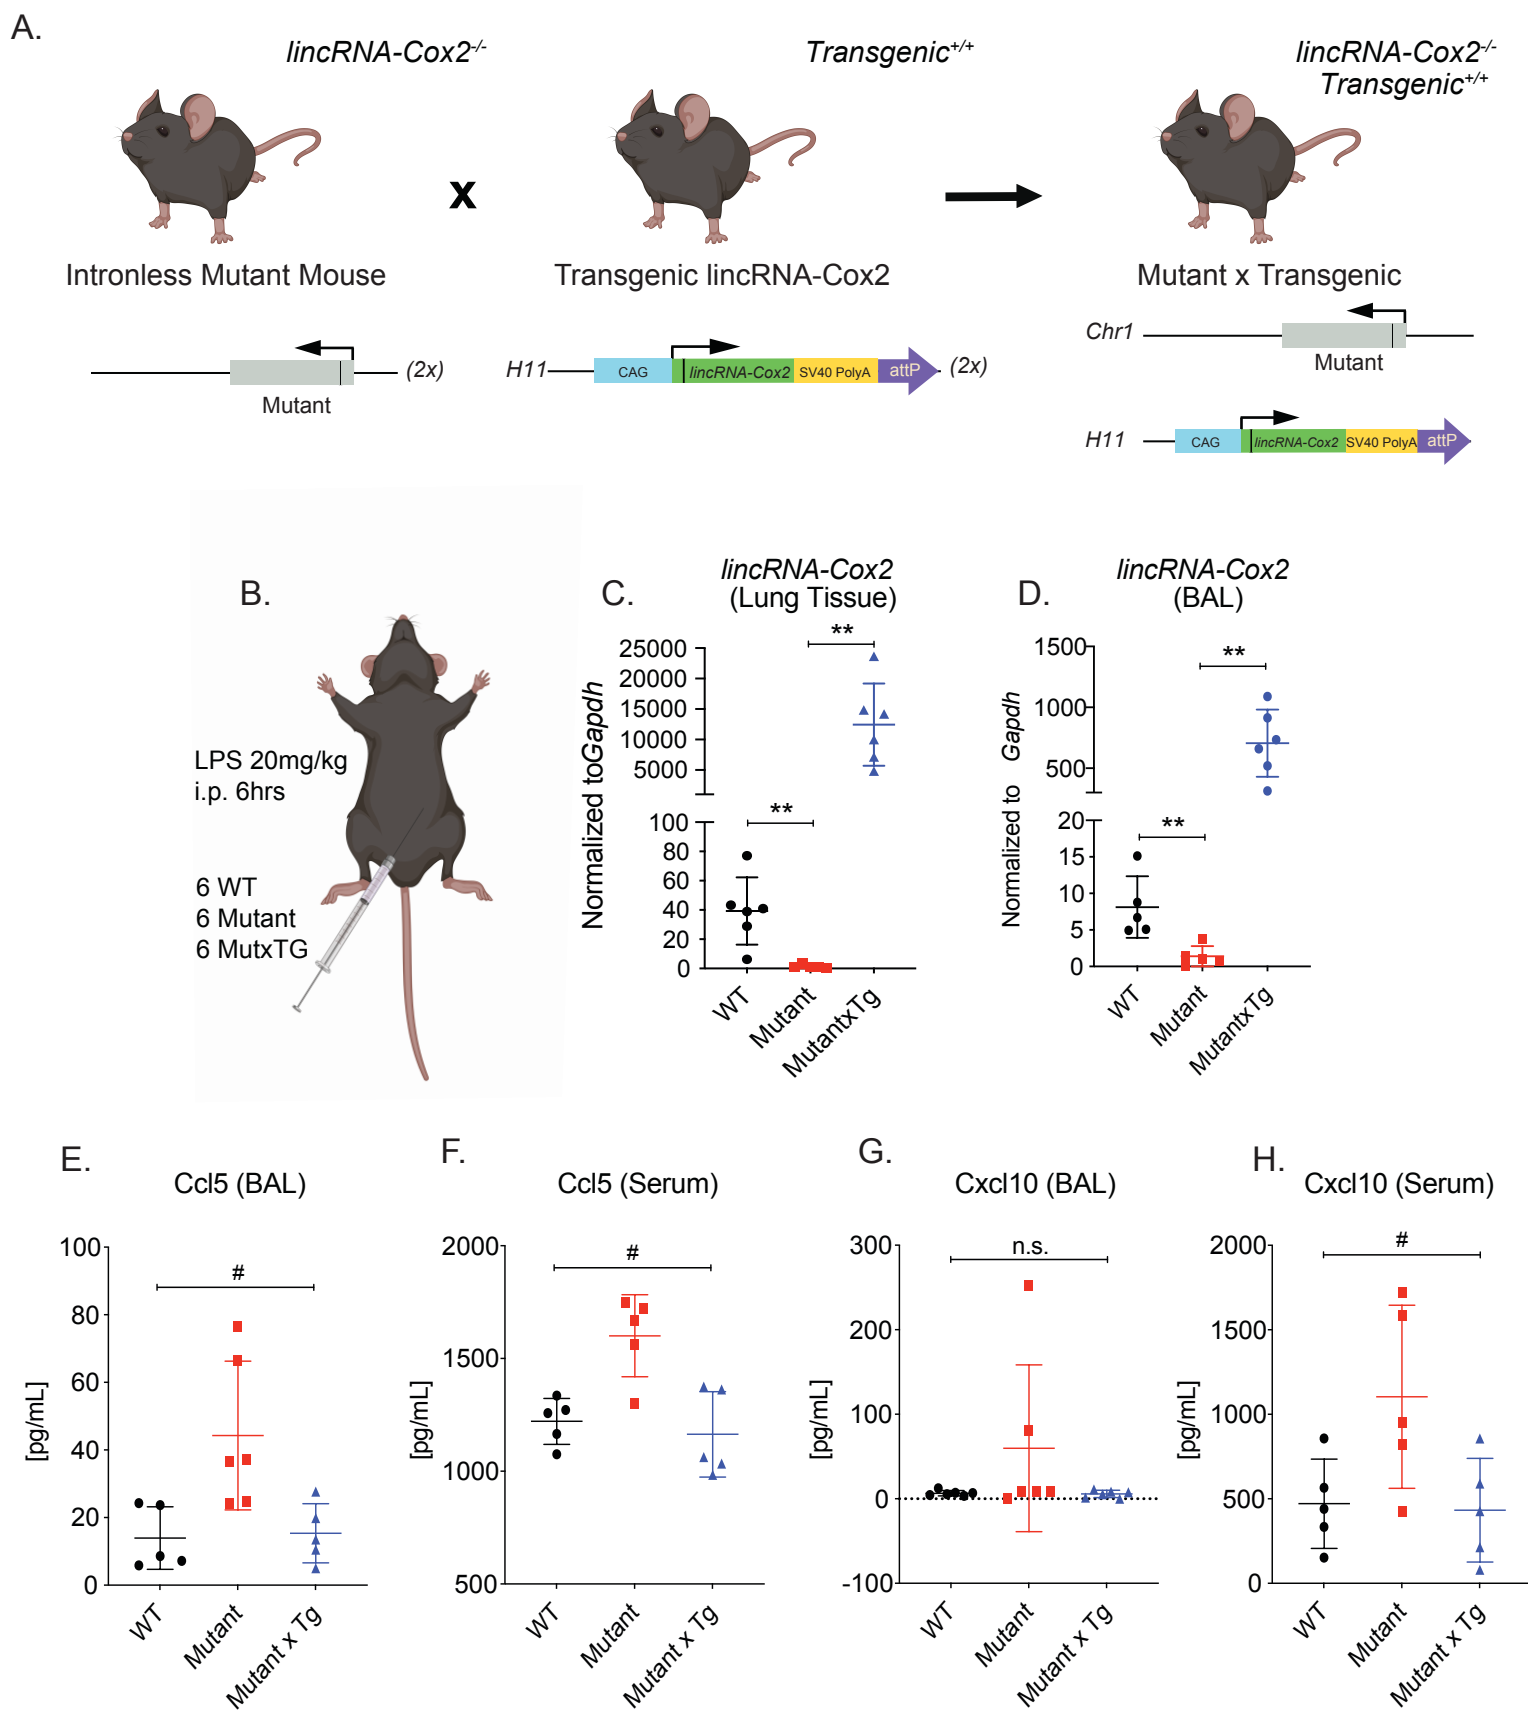 A.
lincRNA-Cox2-/-
Transgenic+/+
lincRNA-Cox2-/-
Transgenic+/+
x
Intronless Mutant Mouse
Transgenic lincRNA-Cox2
Mutant x Transgenic
(2x)
Mutant
H11
CAG
lincRNA-Cox2
SV40 PolyA
attP
(2x)
Chr1
Mutant
H11
CAG
lincRNA-Cox2
SV40 PolyA
attP
B.
LPS 20mg/kg
i.p. 6hrs
6 WT
6 Mutant
6 MutxTG
C.
lincRNA-Cox2
(Lung Tissue)
Normalized toGapdh
25000
20000
15000
10000
5000
100
80
60
40
20
0
**
**
WT
Mutant
MutantxTg
D.
lincRNA-Cox2
(BAL)
Normalized to Gapdh
1500
1000
500
20
15
10
5
0
**
**
WT
Mutant
MutantxTg
E.
Ccl5 (BAL)
[pg/mL]
100
80
60
40
20
0
#
WT
Mutant
Mutant x Tg
F.
Ccl5 (Serum)
[pg/mL]
2000
1500
1000
500
#
WT
Mutant
Mutant x Tg
G.
Cxcl10 (BAL)
[pg/mL]
300
200
100
0
-100
n.s.
WT
Mutant
Mutant x Tg
H.
Cxcl10 (Serum)
[pg/mL]
2000
1500
1000
500
0
#
WT
Mutant
Mutant x Tg